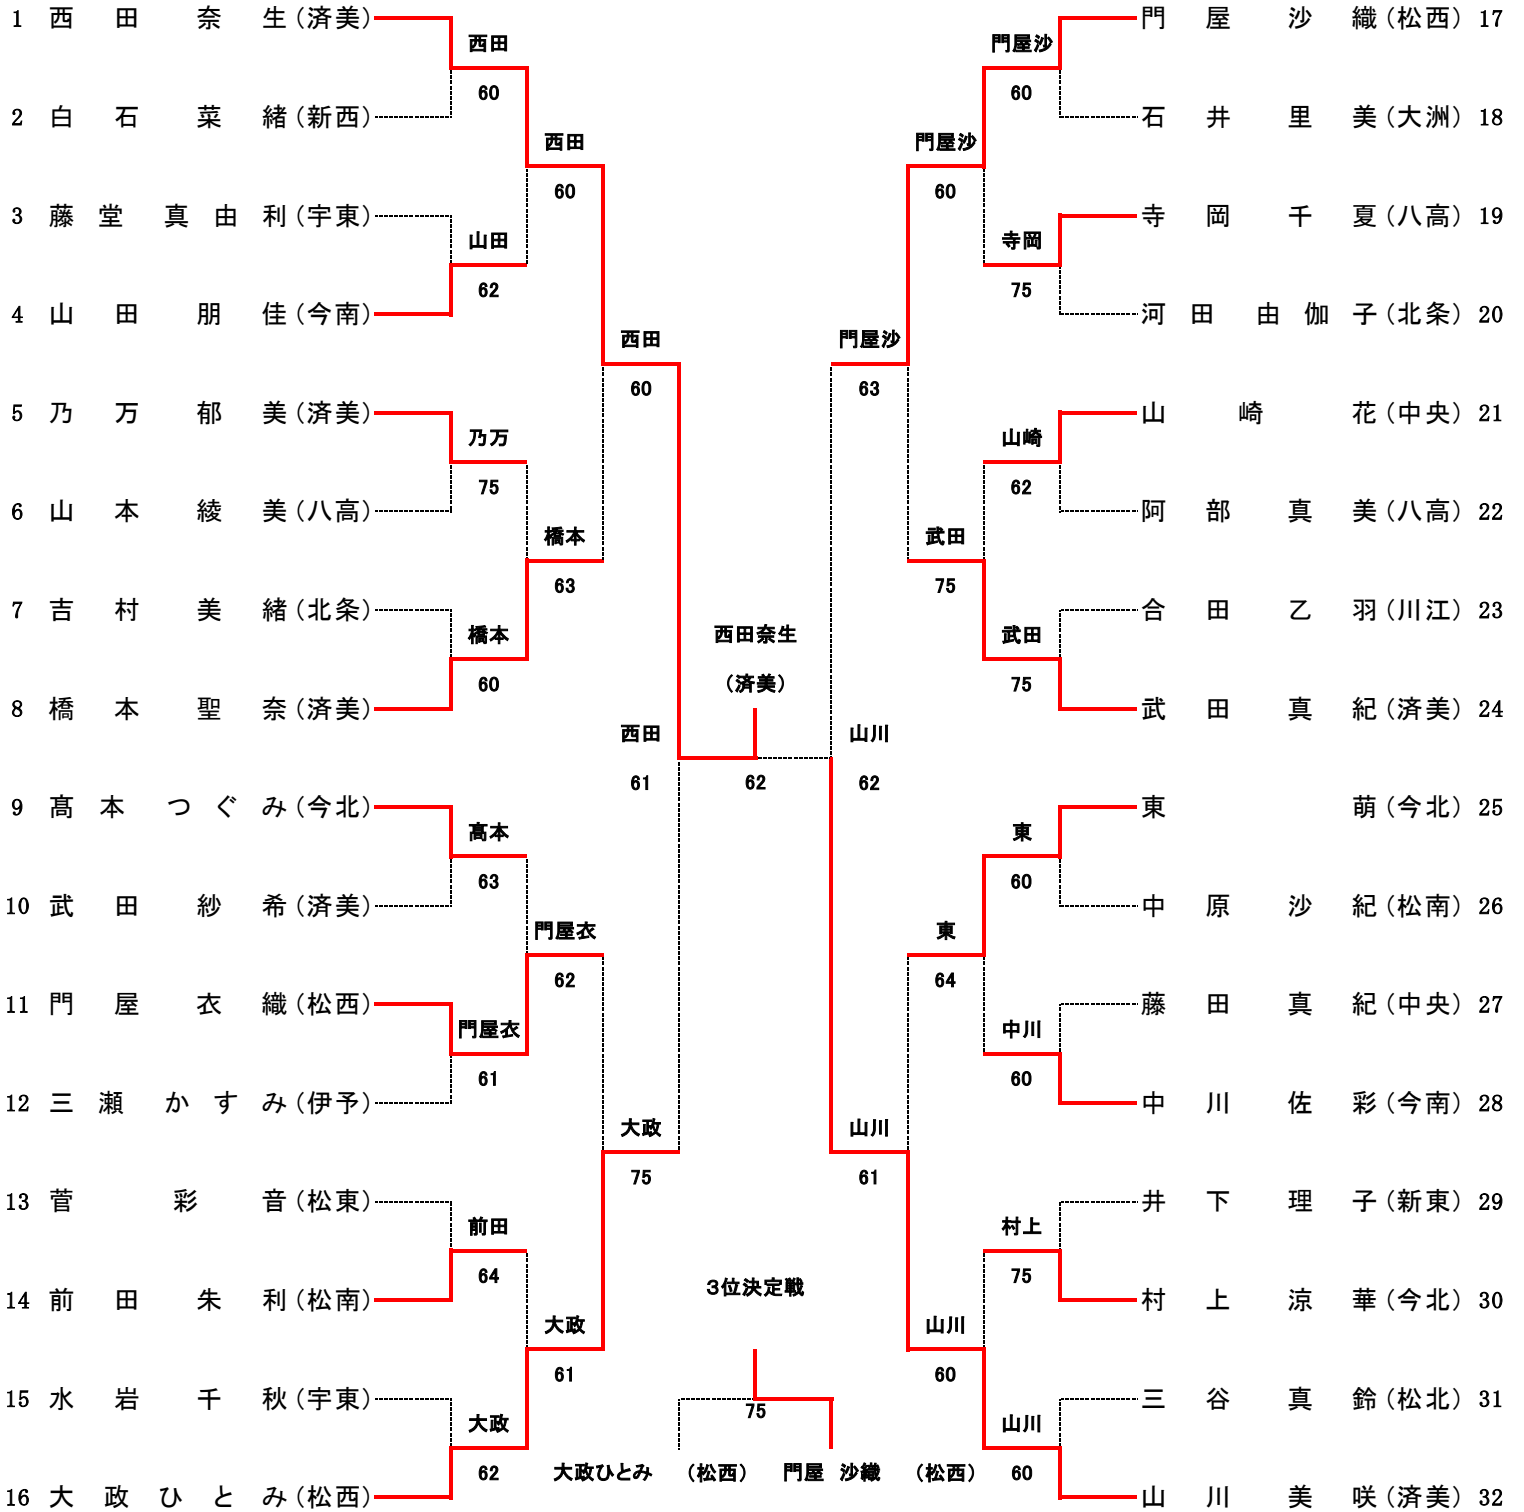 1 西田奈生(済美)
2 白石菜緒(新西)
3 藤堂真由利(宇東)
4 山田朋佳(今南)
5 乃万郁美(済美)
6 山本綾美(八高)
7 吉村美緒(北条)
8 橋本聖奈(済美)
9 髙本つぐみ(今北)
10 武田紗希(済美)
11 門屋衣織(松西)
12 三瀬かすみ(伊予)
13 菅彩音(松東)
14 前田朱利(松南)
15 水岩千秋(宇東)
16 大政ひとみ(松西)
西田
60
山田
62
乃万
75
橋本
60
髙本
63
門屋衣
61
前田
64
大政
62
西田
60
橋本
63
門屋衣
62
大政
61
西田
60
大政
75
西田
61
西田奈生
(済美)
62
山川
62
門屋沙
63
山川
61
門屋沙
60
武田
75
東
64
山川
60
門屋沙
60
寺岡
75
山崎
62
武田
75
東
60
中川
60
村上
75
山川
60
門屋沙織(松西) 17
石井里美(大洲) 18
寺岡千夏(八高) 19
河田由伽子(北条) 20
山崎花(中央) 21
阿部真美(八高) 22
合田乙羽(川江) 23
武田真紀(済美) 24
東萌(今北) 25
中原沙紀(松南) 26
藤田真紀(中央) 27
中川佐彩(今南) 28
井下理子(新東) 29
村上涼華(今北) 30
三谷真鈴(松北) 31
山川美咲(済美) 32
3位決定戦
75
大政ひとみ (松西) 門屋 沙織 (松西)